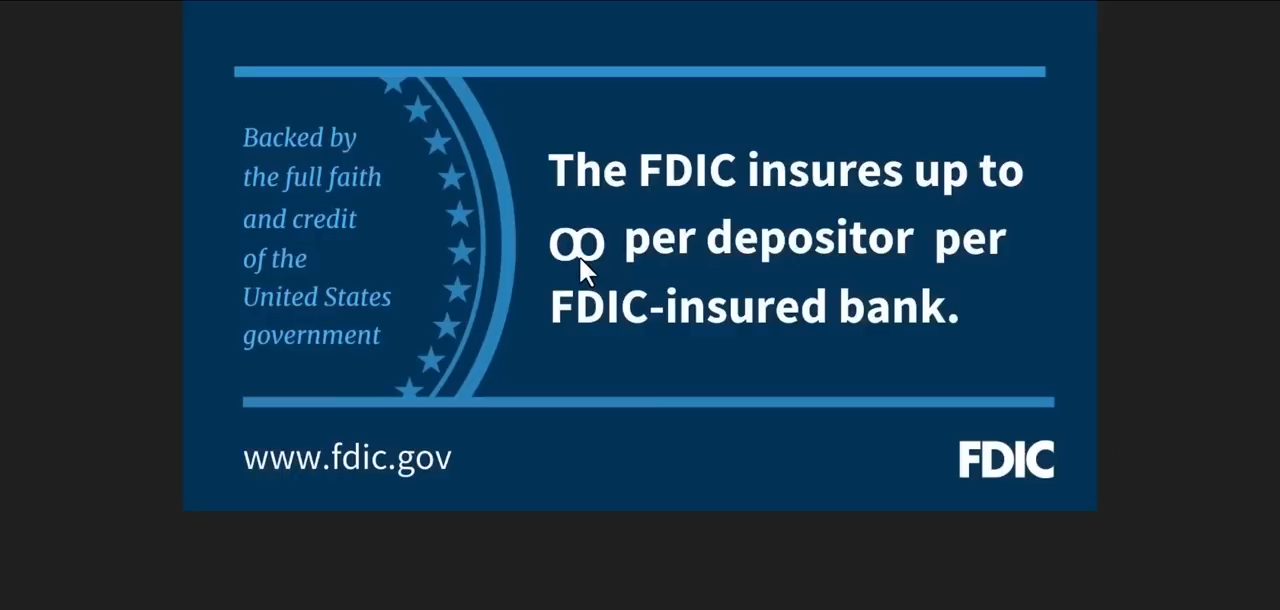 Backed by
the full faith
and credit
of the
United States
government
The FDIC insures up to
∞ per depositor per
FDIC-insured bank.
www.fdic.gov
FDIC